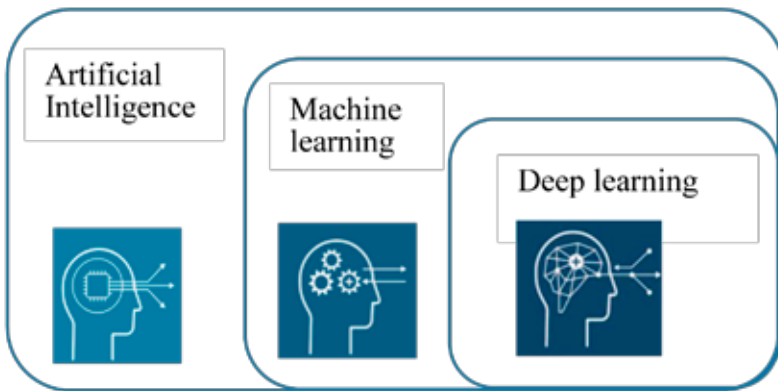 Artificial
Intelligence
Machine
learning
Deep learning